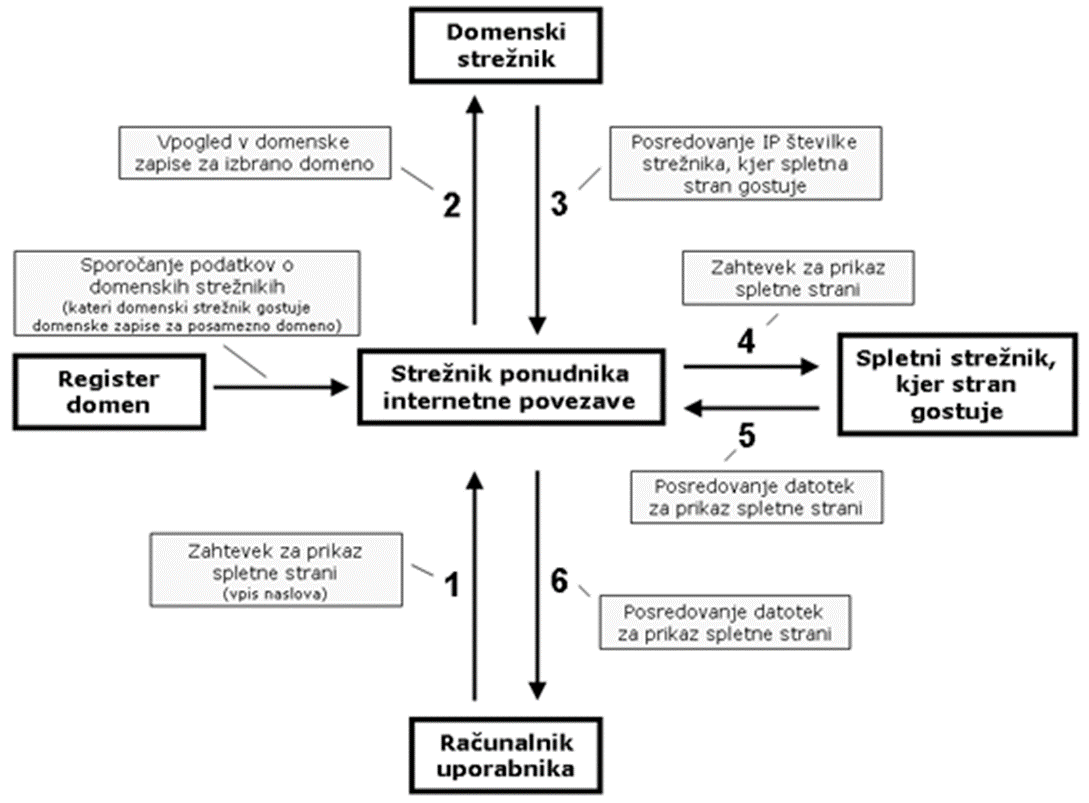 Domenski
strežnik
Vpogled v domenske
zapise za izbrano domeno
2
3
Posredovanje IP številke
strežnika, kjer spletna
stran gostuje
Sporočanje podatkov o
domenskih strežnikih
(kateri domenski strežnik gostuje
domenske zapise za posamezno domeno)
Zahtevek za prikaz
spletne strani
4
Register
domen
Strežnik ponudnika
internetne povezave
Spletni strežnik,
kjer stran
gostuje
5
Posredovanje datotek
za prikaz spletne strani
Zahtevek za prikaz
spletne strani
(vpis naslova)
1
6
Posredovanje datotek
za prikaz spletne strani
Računalnik
uporabnika